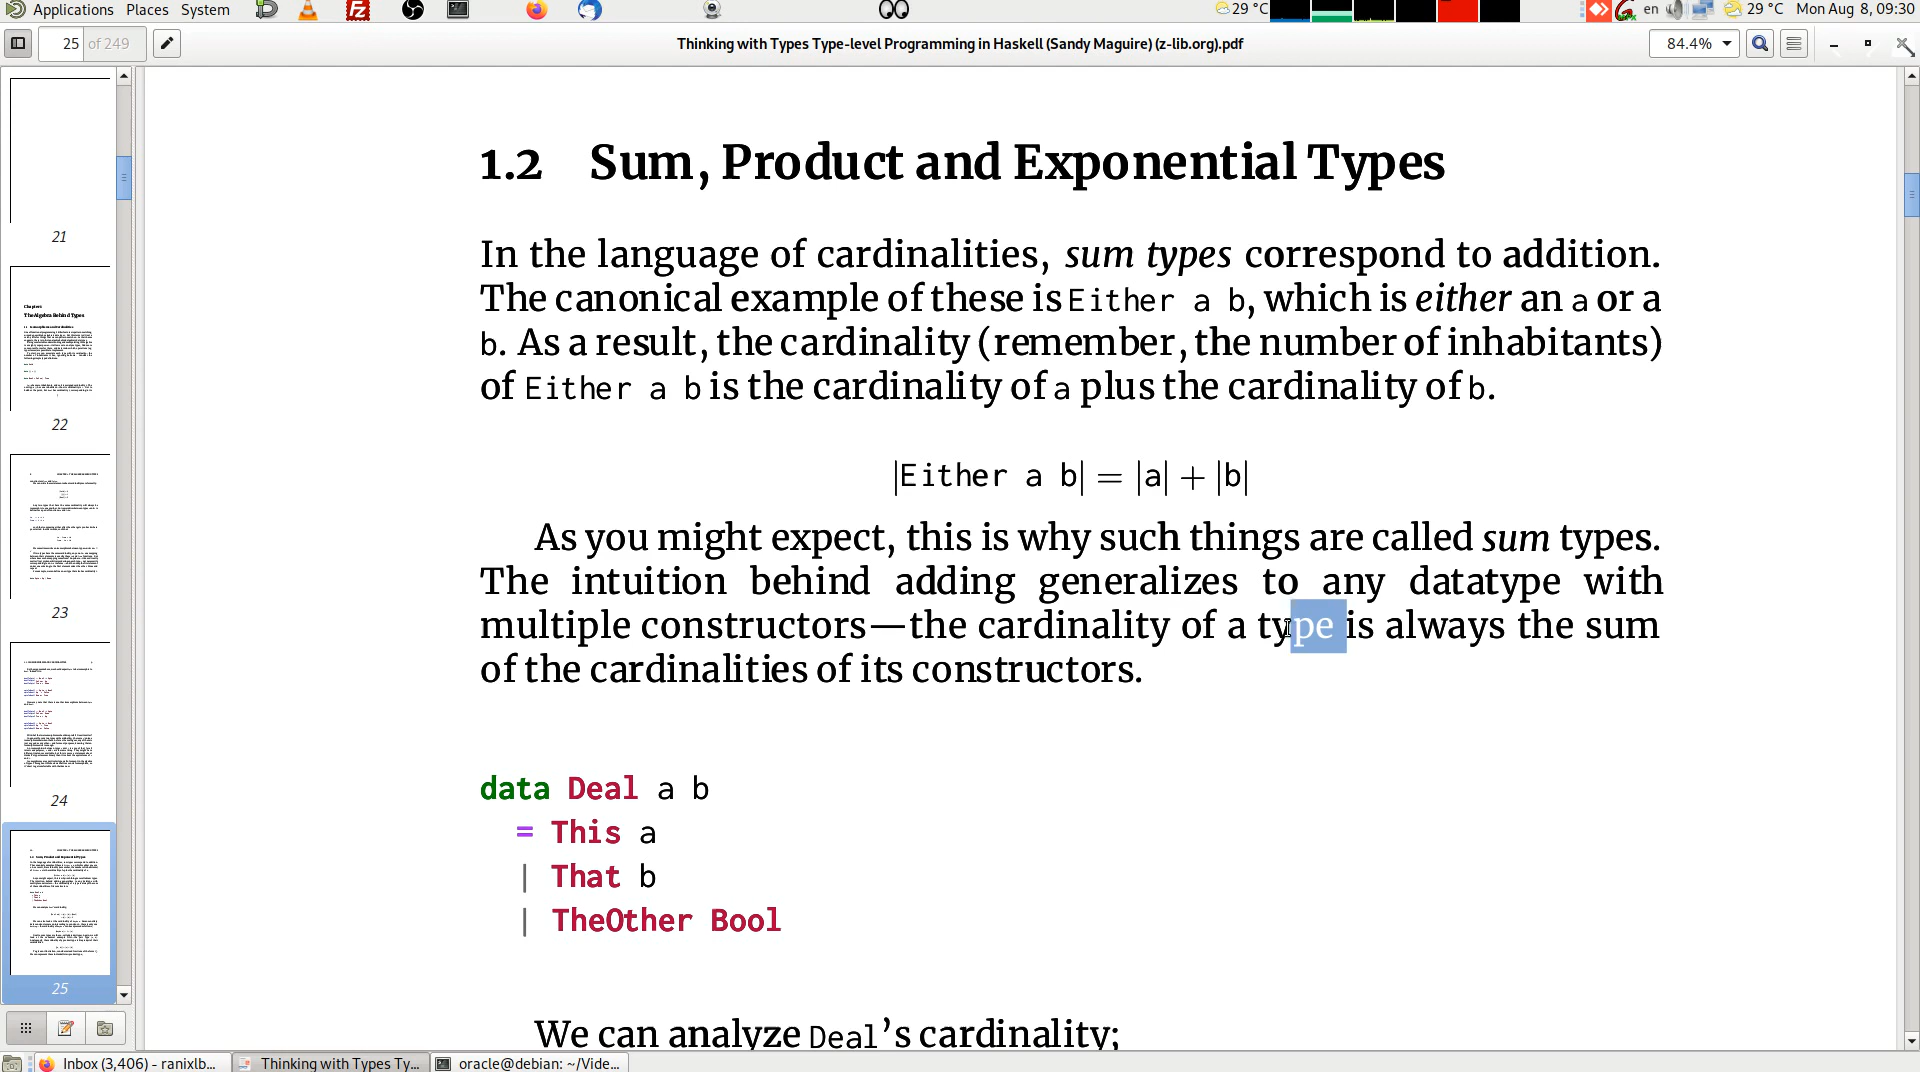 Applications Places System
29 °C
en
29 °C
Mon Aug 8, 09:30
25 of 249
Thinking with Types Type-level Programming in Haskell (Sandy Maguire) (z-lib.org).pdf
84.4%
21
22
23
24
25
1.2 Sum, Product and Exponential Types
In the language of cardinalities, sum types correspond to addition.
The canonical example of these is Either a b, which is either an a or a
b. As a result, the cardinality (remember, the number of inhabitants)
of Either a b is the cardinality of a plus the cardinality of b.
|Either a b| = |a| + |b|
As you might expect, this is why such things are called sum types.
The intuition behind adding generalizes to any datatype with
multiple constructors—the cardinality of a type is always the sum
of the cardinalities of its constructors.
data Deal a b
= This a
| That b
| TheOther Bool
We can analyze Deal's cardinality;
Inbox (3,406) - ranixlb...
Thinking with Types Ty...
oracle@debian: ~/Vide...